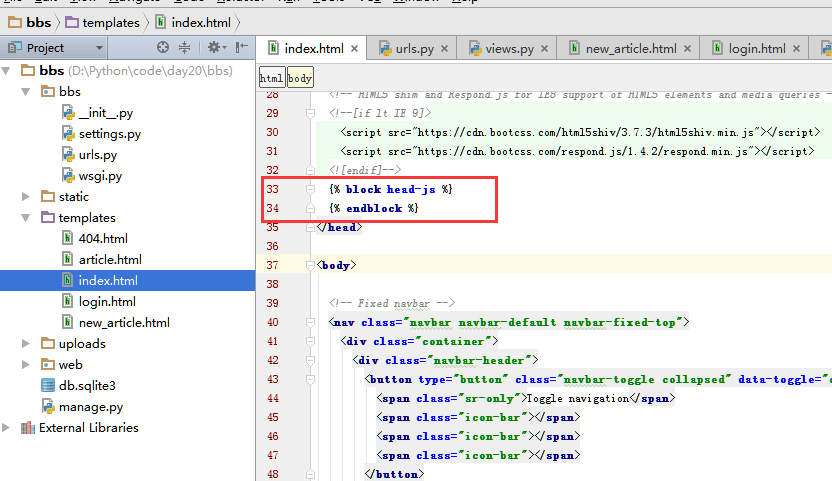 bbs templates index.html
Project
index.html urls.py views.py new_article.html login.html
bbs (D:\Python\code\day20\bbs)
bbs
__init__.py
settings.py
urls.py
wsgi.py
static
templates
404.html
article.html
index.html
login.html
new_article.html
uploads
web
db.sqlite3
manage.py
External Libraries
html body
28 <!-- HTML5 shim and Respond.js for IE8 support of HTML5 elements and media queries -
29 <!--[if lt IE 9]>
30 <script src="https://cdn.bootcss.com/html5shiv/3.7.3/html5shiv.min.js"></script>
31 <script src="https://cdn.bootcss.com/respond.js/1.4.2/respond.min.js"></script>
32 <![endif]-->
33 {% block head-js %}
34 {% endblock %}
35 </head>
36
37 <body>
38
39 <!-- Fixed navbar -->
40 <nav class="navbar navbar-default navbar-fixed-top">
41 <div class="container">
42 <div class="navbar-header">
43 <button type="button" class="navbar-toggle collapsed" data-toggle="
44 <span class="sr-only">Toggle navigation</span>
45 <span class="icon-bar"></span>
46 <span class="icon-bar"></span>
47 <span class="icon-bar"></span>
48 </button>